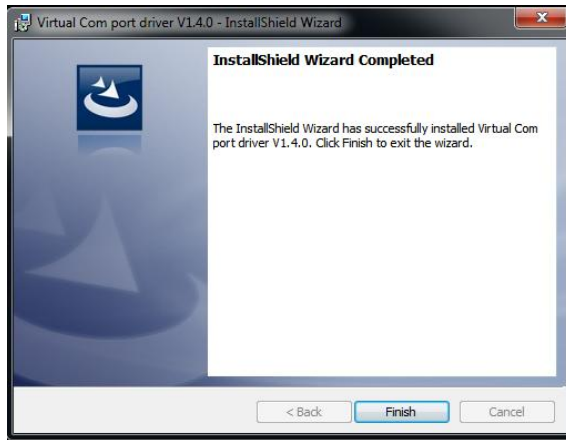 Virtual Com port driver V1.4.0 - InstallShield Wizard
InstallShield Wizard Completed
The InstallShield Wizard has successfully installed Virtual Com
port driver V1.4.0. Click Finish to exit the wizard.
< Back
Finish
Cancel